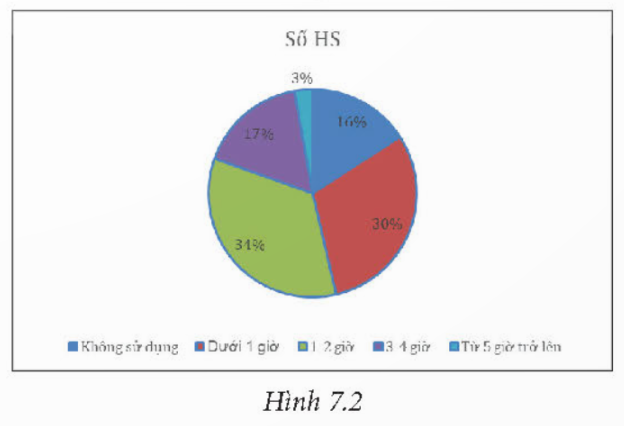 Số HS
3%
16%
17%
30%
34%
Không sử dụng Dưới 1 giờ 1-2 giờ 3-4 giờ Từ 5 giờ trở lên
Hình 7.2